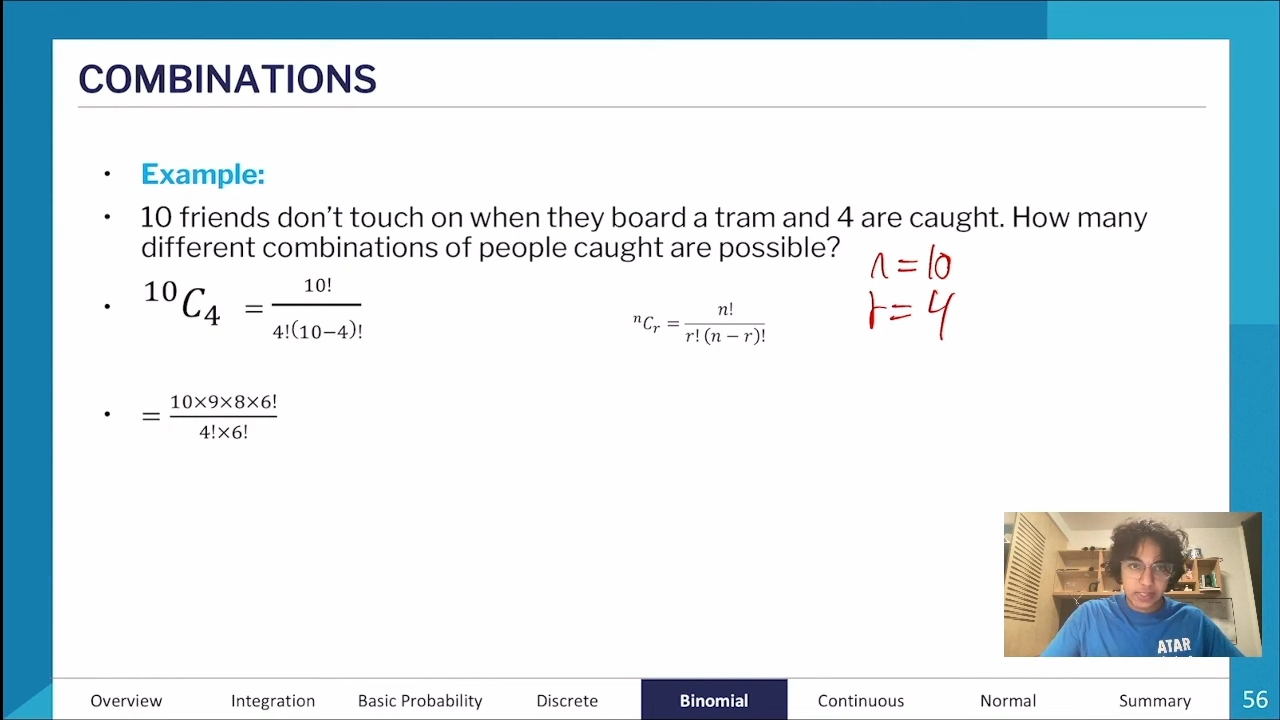 COMBINATIONS
• Example:
• 10 friends don't touch on when they board a tram and 4 are caught. How many
different combinations of people caught are possible?
n = 10
r = 4
• ¹⁰C₄ = 10! / 4!(10−4)!
ⁿCᵣ = n! / r! (n − r)!
• = 10×9×8×6! / 4!×6!
ATAR
Overview Integration Basic Probability Discrete Binomial Continuous Normal Summary 56